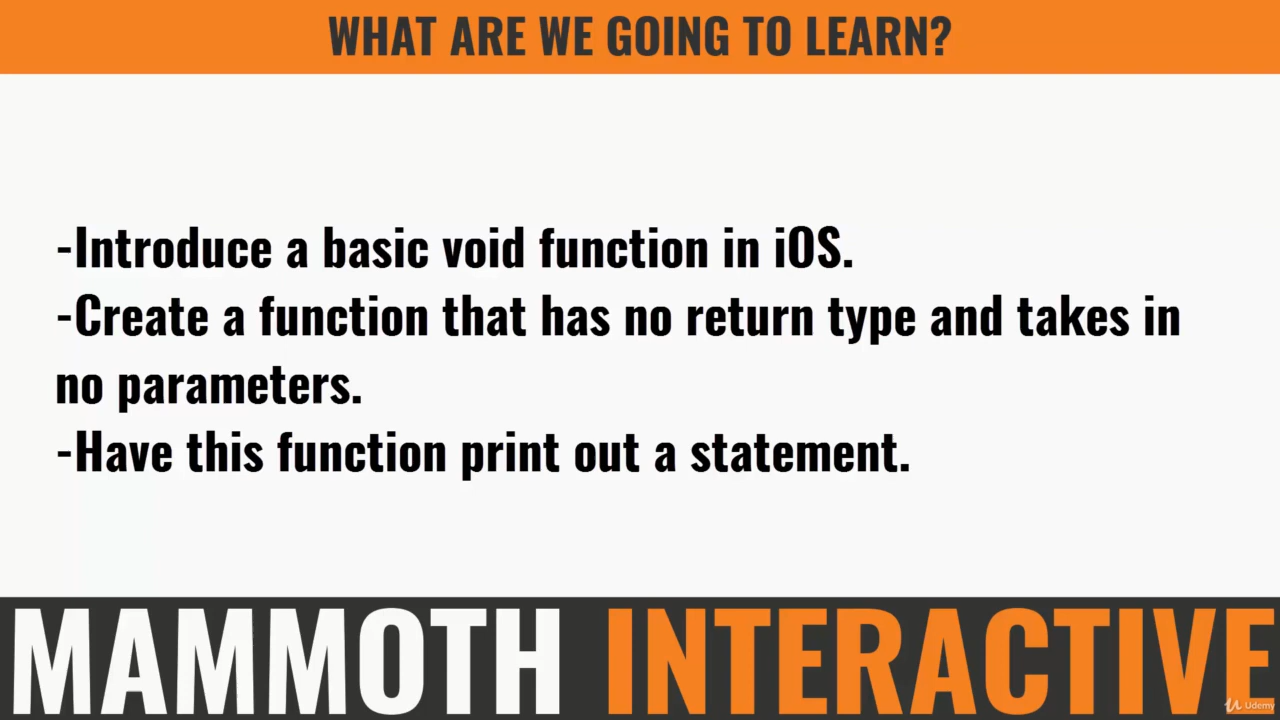 WHAT ARE WE GOING TO LEARN?
-Introduce a basic void function in iOS.
-Create a function that has no return type and takes in
no parameters.
-Have this function print out a statement.
MAMMOTH INTERACTIVE
Udemy